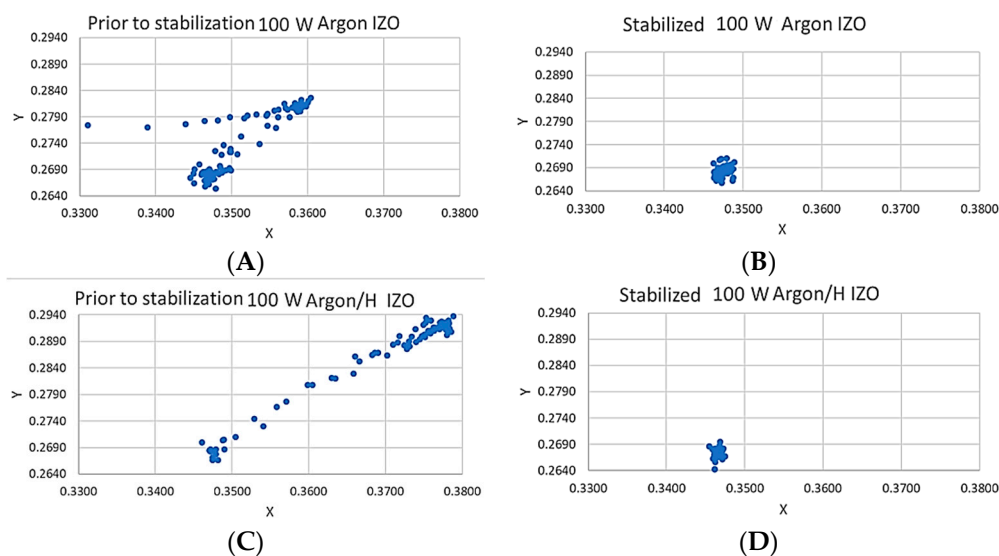 Prior to stabilization 100 W Argon IZO
0.2940
0.2890
0.2840
0.2790
0.2740
0.2690
0.2640
Y
0.3300 0.3400 0.3500 0.3600 0.3700 0.3800
X
(A)
Stabilized 100 W Argon IZO
0.2940
0.2890
0.2840
0.2790
0.2740
0.2690
0.2640
Y
0.3300 0.3400 0.3500 0.3600 0.3700 0.3800
X
(B)
Prior to stabilization 100 W Argon/H IZO
0.2940
0.2890
0.2840
0.2790
0.2740
0.2690
0.2640
Y
0.3300 0.3400 0.3500 0.3600 0.3700 0.3800
X
(C)
Stabilized 100 W Argon/H IZO
0.2940
0.2890
0.2840
0.2790
0.2740
0.2690
0.2640
Y
0.3300 0.3400 0.3500 0.3600 0.3700 0.3800
X
(D)